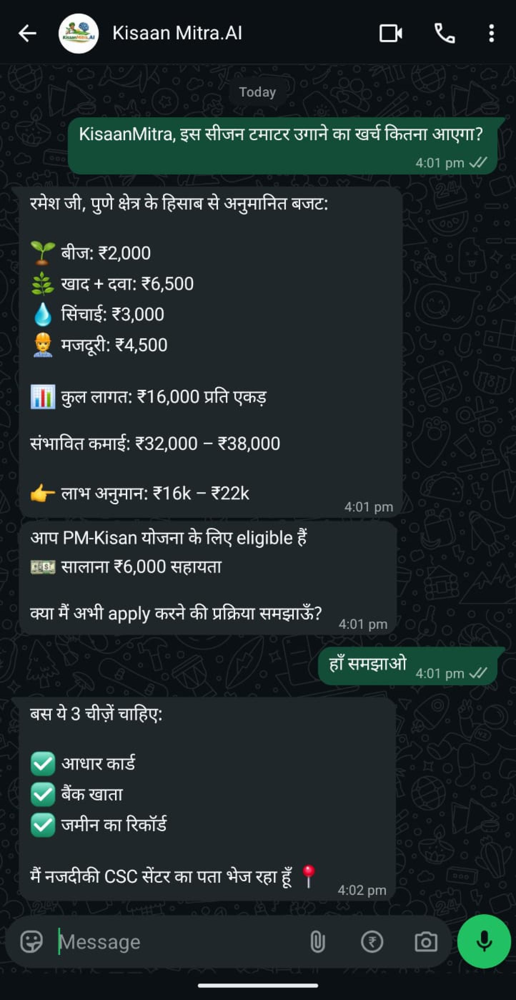 Kisaan Mitra.AI
KisaanMitra.AI
Today
KisaanMitra, इस सीजन टमाटर उगाने का खर्च कितना आएगा?
4:01 pm
रमेश जी, पुणे क्षेत्र के हिसाब से अनुमानित बजट:
🌱 बीज: ₹2,000
🌿 खाद + दवा: ₹6,500
💧 सिंचाई: ₹3,000
👷 मजदूरी: ₹4,500
📊 कुल लागत: ₹16,000 प्रति एकड़
संभावित कमाई: ₹32,000 – ₹38,000
👉 लाभ अनुमान: ₹16k – ₹22k
4:01 pm
आप PM-Kisan योजना के लिए eligible हैं
💵 सालाना ₹6,000 सहायता
क्या मैं अभी apply करने की प्रक्रिया समझाऊँ?
4:01 pm
हाँ समझाओ
4:01 pm
बस ये 3 चीज़ें चाहिए:
✅ आधार कार्ड
✅ बैंक खाता
✅ जमीन का रिकॉर्ड
मैं नजदीकी CSC सेंटर का पता भेज रहा हूँ 📍
4:02 pm
Message